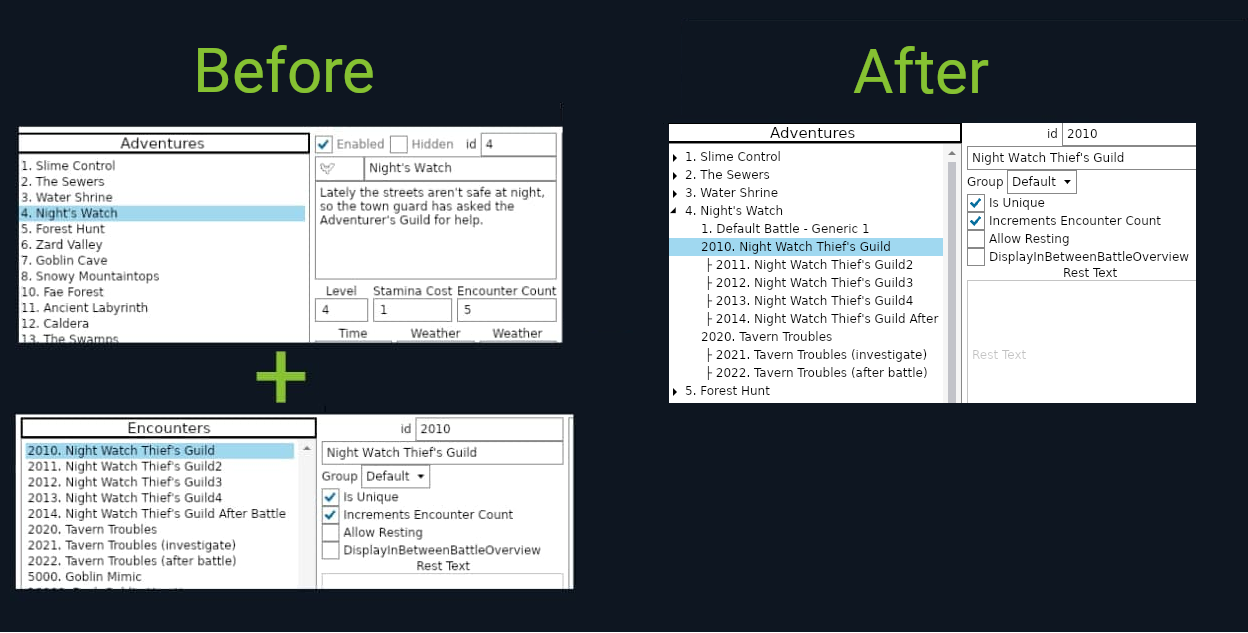 Before
Adventures
1. Slime Control
2. The Sewers
3. Water Shrine
4. Night's Watch
5. Forest Hunt
6. Zard Valley
7. Goblin Cave
8. Snowy Mountaintops
10. Fae Forest
11. Ancient Labyrinth
12. Caldera
13. The Swamps
Enabled Hidden id 4
Night's Watch
Lately the streets aren't safe at night,
so the town guard has asked the
Adventurer's Guild for help.
Level Stamina Cost Encounter Count
4 1 5
Time Weather Weather
+
Encounters
2010. Night Watch Thief's Guild
2011. Night Watch Thief's Guild2
2012. Night Watch Thief's Guild3
2013. Night Watch Thief's Guild4
2014. Night Watch Thief's Guild After Battle
2020. Tavern Troubles
2021. Tavern Troubles (investigate)
2022. Tavern Troubles (after battle)
5000. Goblin Mimic
id 2010
Night Watch Thief's Guild
Group Default
Is Unique
Increments Encounter Count
Allow Resting
DisplayInBetweenBattleOverview
Rest Text
After
Adventures
1. Slime Control
2. The Sewers
3. Water Shrine
4. Night's Watch
1. Default Battle - Generic 1
2010. Night Watch Thief's Guild
├ 2011. Night Watch Thief's Guild2
├ 2012. Night Watch Thief's Guild3
├ 2013. Night Watch Thief's Guild4
├ 2014. Night Watch Thief's Guild After
2020. Tavern Troubles
├ 2021. Tavern Troubles (investigate)
├ 2022. Tavern Troubles (after battle)
5. Forest Hunt
id 2010
Night Watch Thief's Guild
Group Default
Is Unique
Increments Encounter Count
Allow Resting
DisplayInBetweenBattleOverview
Rest Text
Rest Text